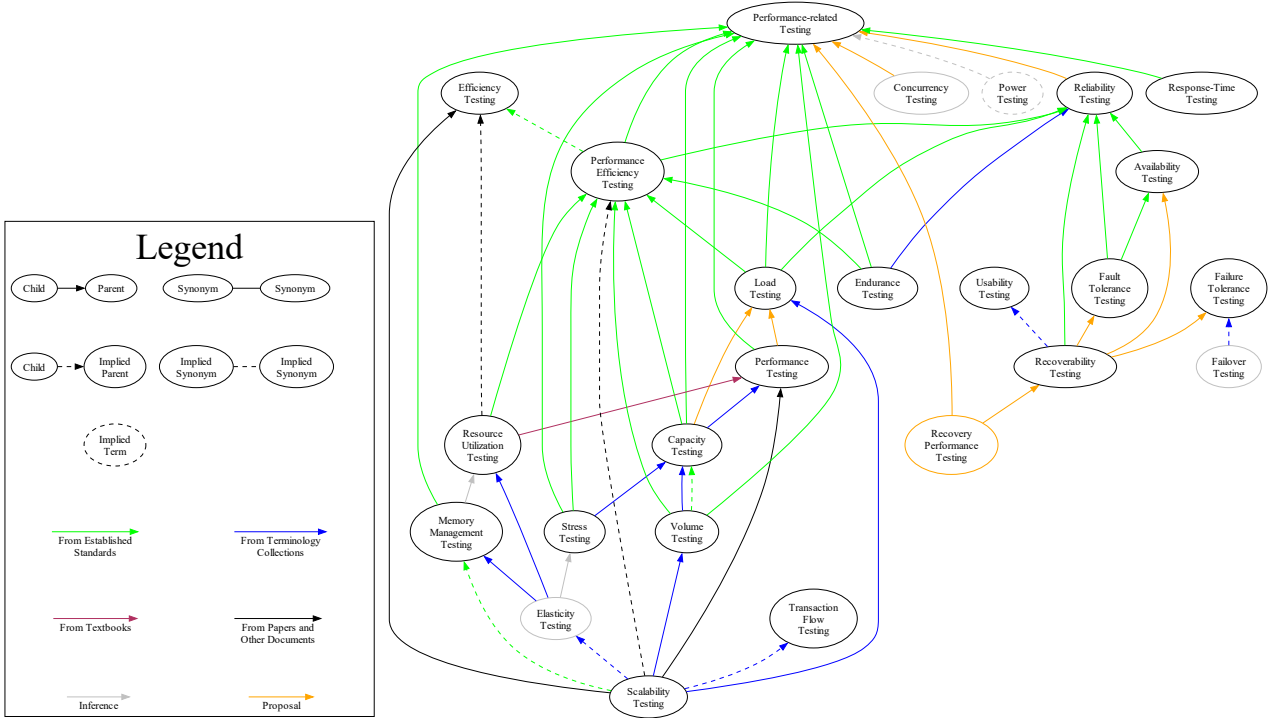 Performance-related
Testing
Efficiency
Testing
Concurrency
Testing
Power
Testing
Reliability
Testing
Response-Time
Testing
Performance
Efficiency
Testing
Availability
Testing
Legend
Child
Parent
Synonym
Synonym
Load
Testing
Endurance
Testing
Usability
Testing
Fault
Tolerance
Testing
Failure
Tolerance
Testing
Child
Implied
Parent
Implied
Synonym
Implied
Synonym
Performance
Testing
Recoverability
Testing
Failover
Testing
Implied
Term
Resource
Utilization
Testing
Capacity
Testing
Recovery
Performance
Testing
From Established
Standards
From Terminology
Collections
Memory
Management
Testing
Stress
Testing
Volume
Testing
From Textbooks
From Papers and
Other Documents
Elasticity
Testing
Transaction
Flow
Testing
Inference
Proposal
Scalability
Testing